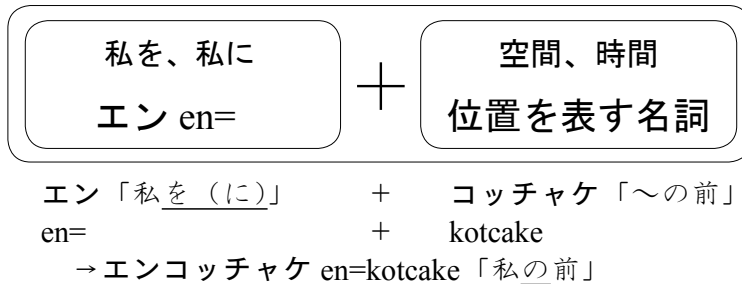 私を、私に
エン en=
＋
空間、時間
位置を表す名詞
エン「私を（に）」 + コッチャケ「〜の前」
en= + kotcake
→エンコッチャケ en=kotcake「私の前」